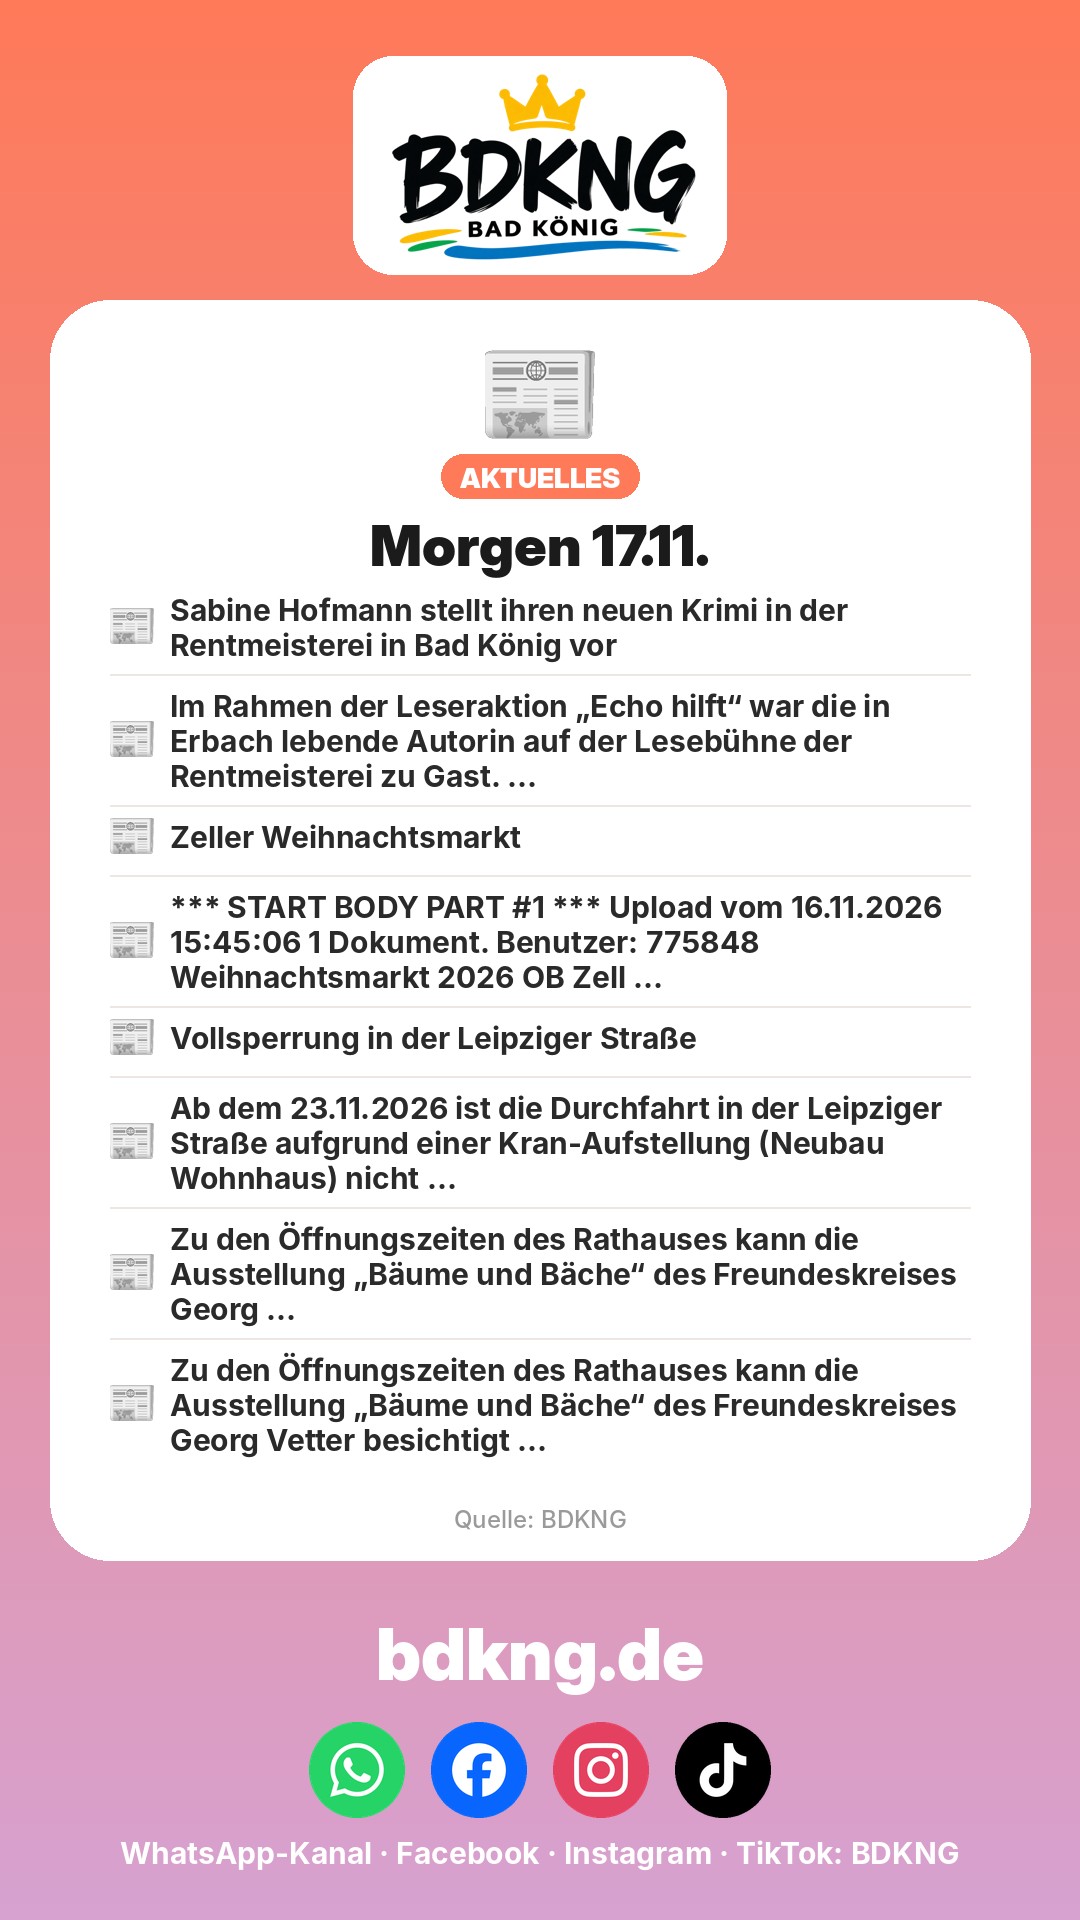 BDKNG
BAD KÖNIG
AKTUELLES
Morgen 17.11.
Sabine Hofmann stellt ihren neuen Krimi in der
Rentmeisterei in Bad König vor
Im Rahmen der Leseraktion „Echo hilft“ war die in
Erbach lebende Autorin auf der Lesebühne der
Rentmeisterei zu Gast. ...
Zeller Weihnachtsmarkt
*** START BODY PART #1 *** Upload vom 16.11.2026
15:45:06 1 Dokument. Benutzer: 775848
Weihnachtsmarkt 2026 OB Zell ...
Vollsperrung in der Leipziger Straße
Ab dem 23.11.2026 ist die Durchfahrt in der Leipziger
Straße aufgrund einer Kran-Aufstellung (Neubau
Wohnhaus) nicht ...
Zu den Öffnungszeiten des Rathauses kann die
Ausstellung „Bäume und Bäche“ des Freundeskreises
Georg ...
Zu den Öffnungszeiten des Rathauses kann die
Ausstellung „Bäume und Bäche“ des Freundeskreises
Georg Vetter besichtigt ...
Quelle: BDKNG
bdkng.de
WhatsApp-Kanal · Facebook · Instagram · TikTok: BDKNG